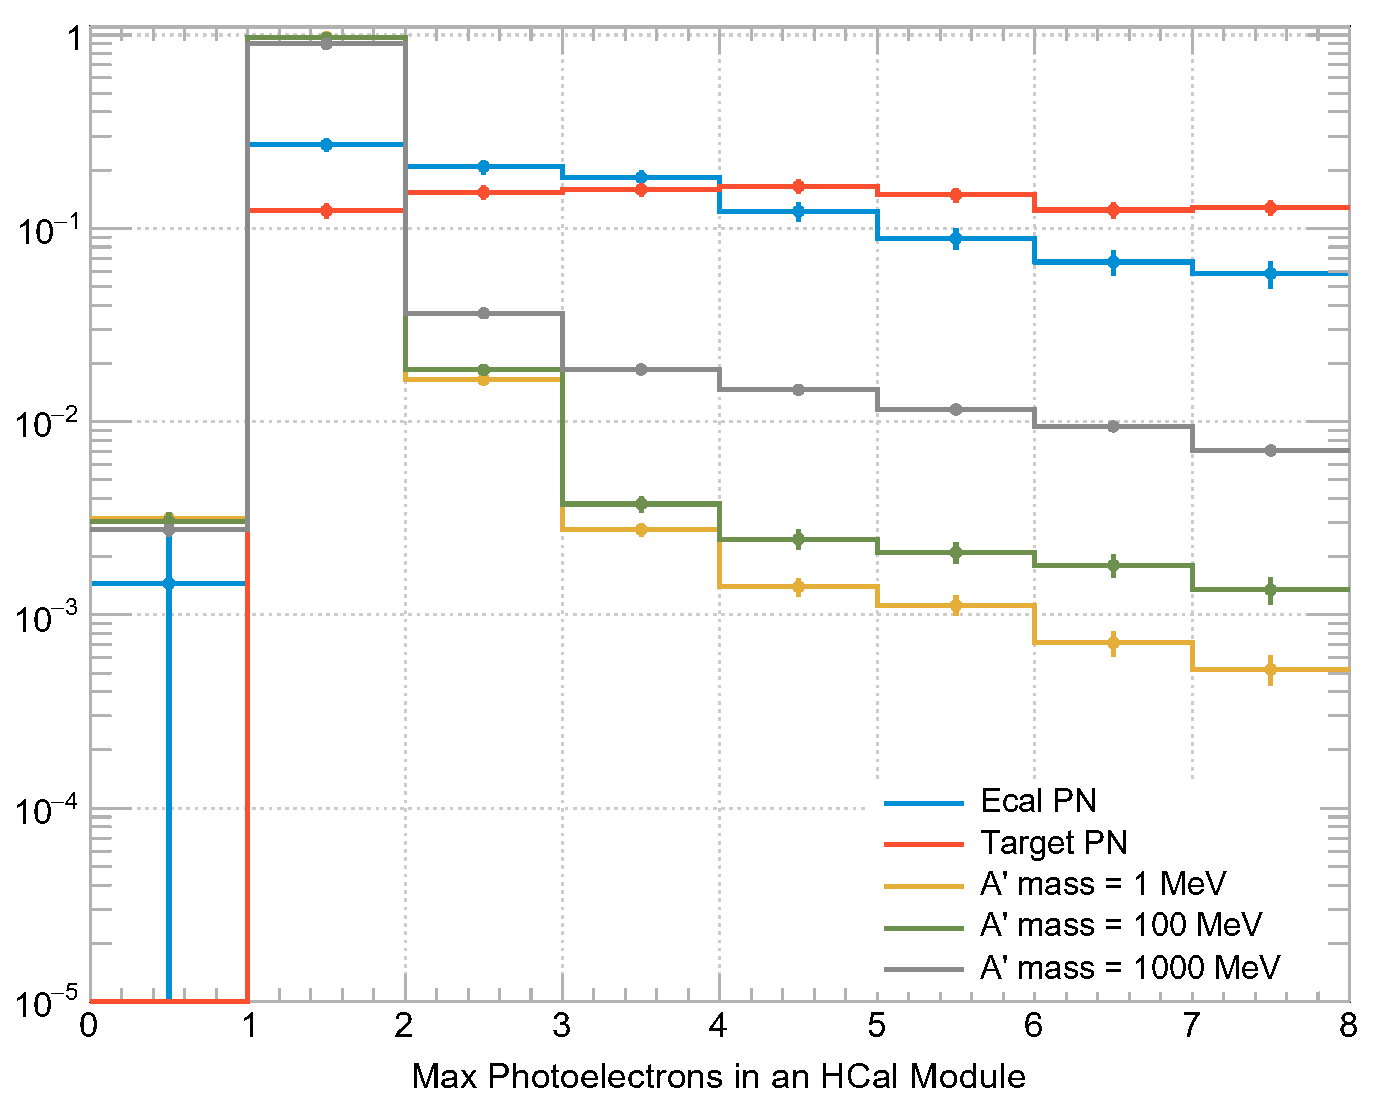 1
10⁻¹
10⁻²
10⁻³
10⁻⁴
10⁻⁵
Ecal PN
Target PN
A' mass = 1 MeV
A' mass = 100 MeV
A' mass = 1000 MeV
0 1 2 3 4 5 6 7 8
Max Photoelectrons in an HCal Module